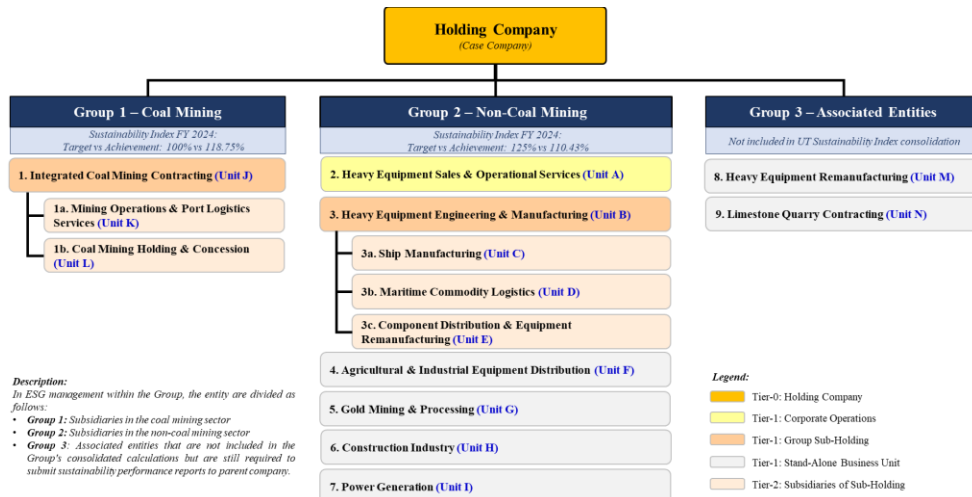 Holding Company
(Case Company)
Group 1 – Coal Mining
Sustainability Index FY 2024:
Target vs Achievement: 100% vs 118.75%
1. Integrated Coal Mining Contracting (Unit J)
1a. Mining Operations & Port Logistics
Services (Unit K)
1b. Coal Mining Holding & Concession
(Unit L)
Group 2 – Non-Coal Mining
Sustainability Index FY 2024:
Target vs Achievement: 125% vs 110.43%
2. Heavy Equipment Sales & Operational Services (Unit A)
3. Heavy Equipment Engineering & Manufacturing (Unit B)
3a. Ship Manufacturing (Unit C)
3b. Maritime Commodity Logistics (Unit D)
3c. Component Distribution & Equipment
Remanufacturing (Unit E)
4. Agricultural & Industrial Equipment Distribution (Unit F)
5. Gold Mining & Processing (Unit G)
6. Construction Industry (Unit H)
7. Power Generation (Unit I)
Group 3 – Associated Entities
Not included in UT Sustainability Index consolidation
8. Heavy Equipment Remanufacturing (Unit M)
9. Limestone Quarry Contracting (Unit N)
Description:
In ESG management within the Group, the entity are divided as
follows:
• Group 1: Subsidiaries in the coal mining sector
• Group 2: Subsidiaries in the non-coal mining sector
• Group 3: Associated entities that are not included in the
Group's consolidated calculations but are still required to
submit sustainability performance reports to parent company.
Legend:
Tier-0: Holding Company
Tier-1: Corporate Operations
Tier-1: Group Sub-Holding
Tier-1: Stand-Alone Business Unit
Tier-2: Subsidiaries of Sub-Holding